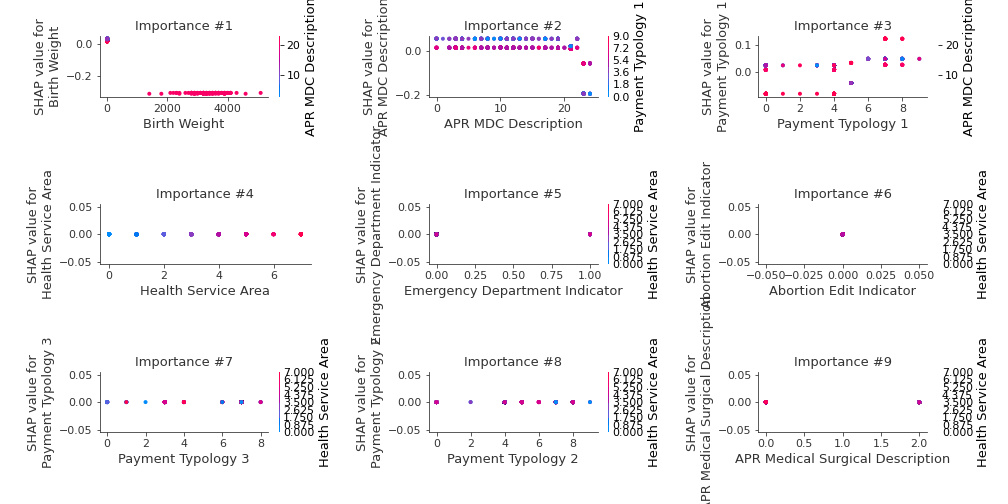 Importance #1
SHAP value for
Birth Weight
0.0
−0.2
0
2000
4000
Birth Weight
20
10
APR MDC Description
Importance #2
SHAP value for
APR MDC Description
0.0
−0.2
0
10
20
APR MDC Description
9.0
7.2
5.4
3.6
1.8
0.0
Payment Typology 1
Importance #3
SHAP value for
Payment Typology 1
0.1
0.0
0
2
4
6
8
Payment Typology 1
20
10
APR MDC Description
Importance #4
SHAP value for
Health Service Area
0.05
0.00
−0.05
0
2
4
6
Health Service Area
Importance #5
SHAP value for
Emergency Department Indicator
0.05
0.00
−0.05
0.00
0.25
0.50
0.75
1.00
Emergency Department Indicator
7.000
6.125
5.250
4.375
3.500
2.625
1.750
0.875
0.000
Health Service Area
Importance #6
SHAP value for
Abortion Edit Indicator
0.05
0.00
−0.05
−0.050
−0.025
0.000
0.025
0.050
Abortion Edit Indicator
7.000
6.125
5.250
4.375
3.500
2.625
1.750
0.875
0.000
Health Service Area
Importance #7
SHAP value for
Payment Typology 3
0.05
0.00
−0.05
0
2
4
6
8
Payment Typology 3
7.000
6.125
5.250
4.375
3.500
2.625
1.750
0.875
0.000
Health Service Area
Importance #8
SHAP value for
Payment Typology 2
0.05
0.00
−0.05
0
2
4
6
8
Payment Typology 2
7.000
6.125
5.250
4.375
3.500
2.625
1.750
0.875
0.000
Health Service Area
Importance #9
SHAP value for
APR Medical Surgical Description
0.05
0.00
−0.05
0.0
0.5
1.0
1.5
2.0
APR Medical Surgical Description
7.000
6.125
5.250
4.375
3.500
2.625
1.750
0.875
0.000
Health Service Area